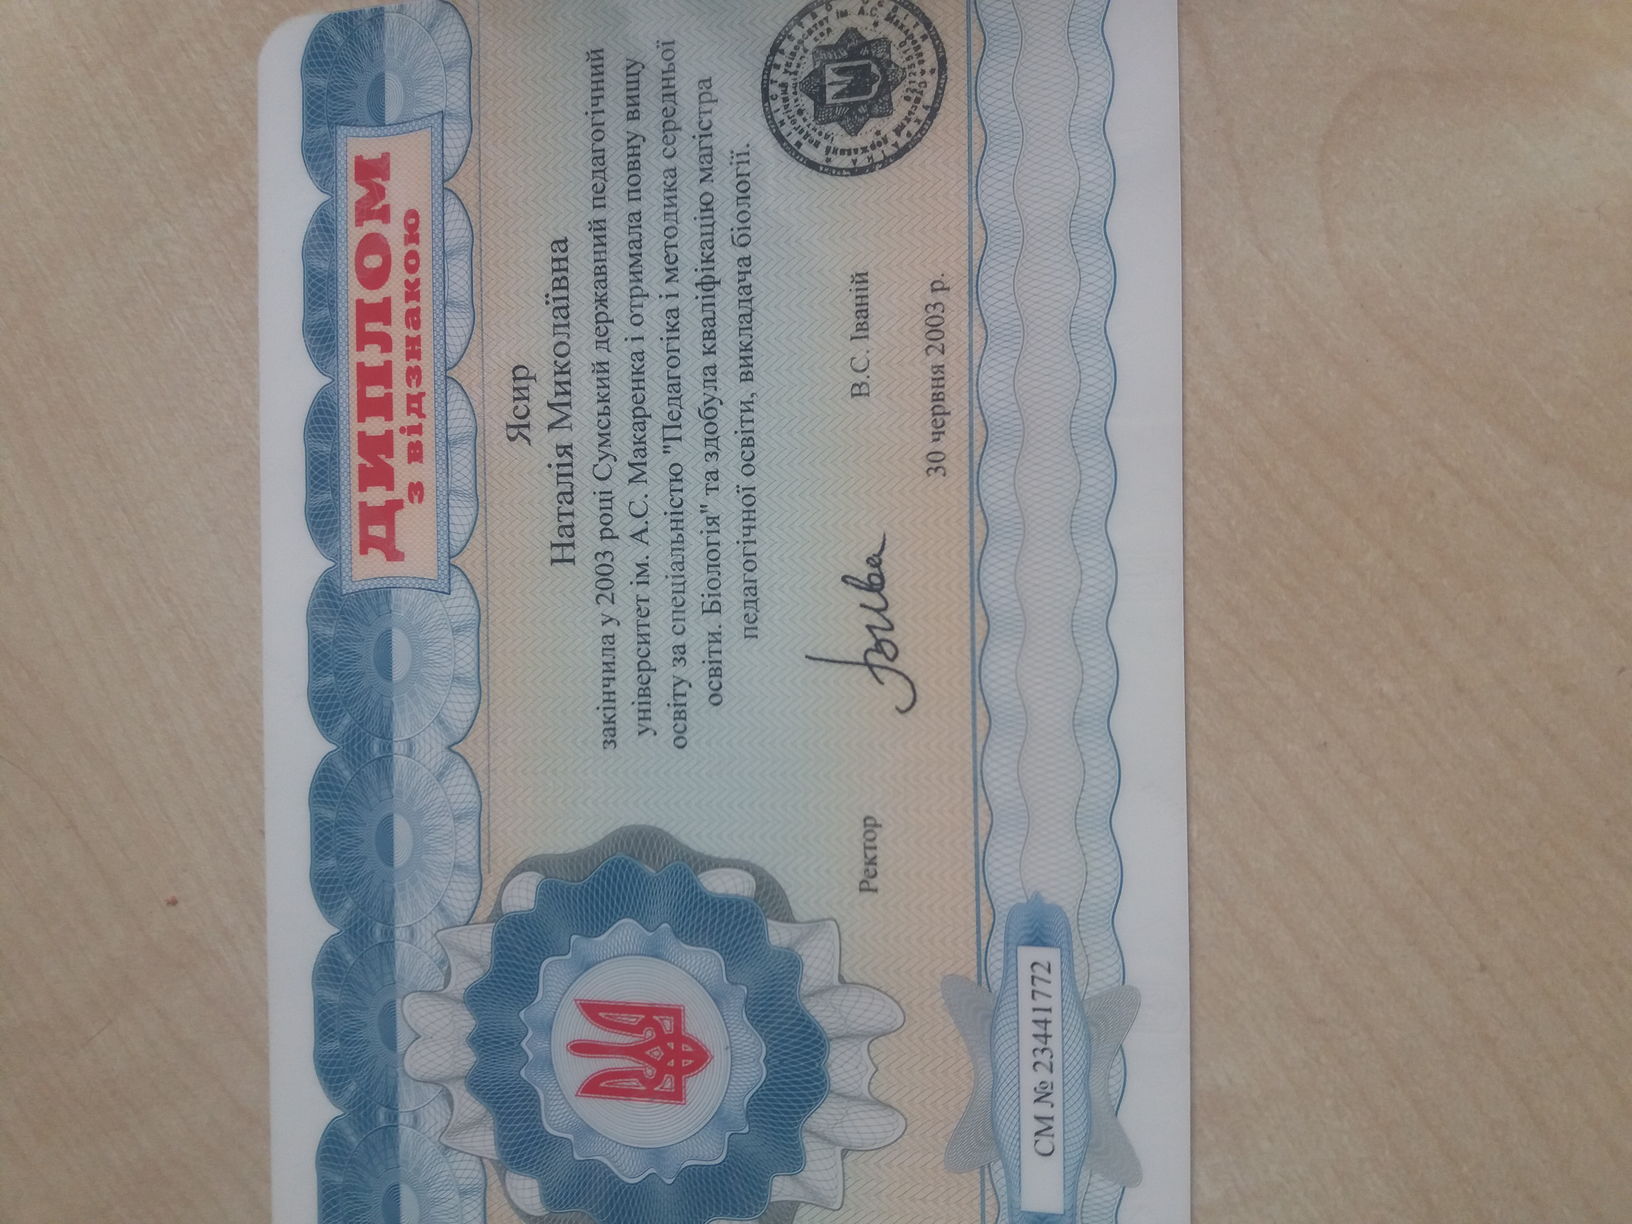 ДИПЛОМ
з відзнакою
Ясир
Наталія Миколаївна
закінчила у 2003 році Сумський державний педагогічний
університет ім. А.С. Макаренка і отримала повну вищу
освіту за спеціальністю "Педагогіка і методика середньої
освіти. Біологія" та здобула кваліфікацію магістра
педагогічної освіти, викладача біології.
Ректор
В.С. Іваній
30 червня 2003 р.
СМ № 23441772